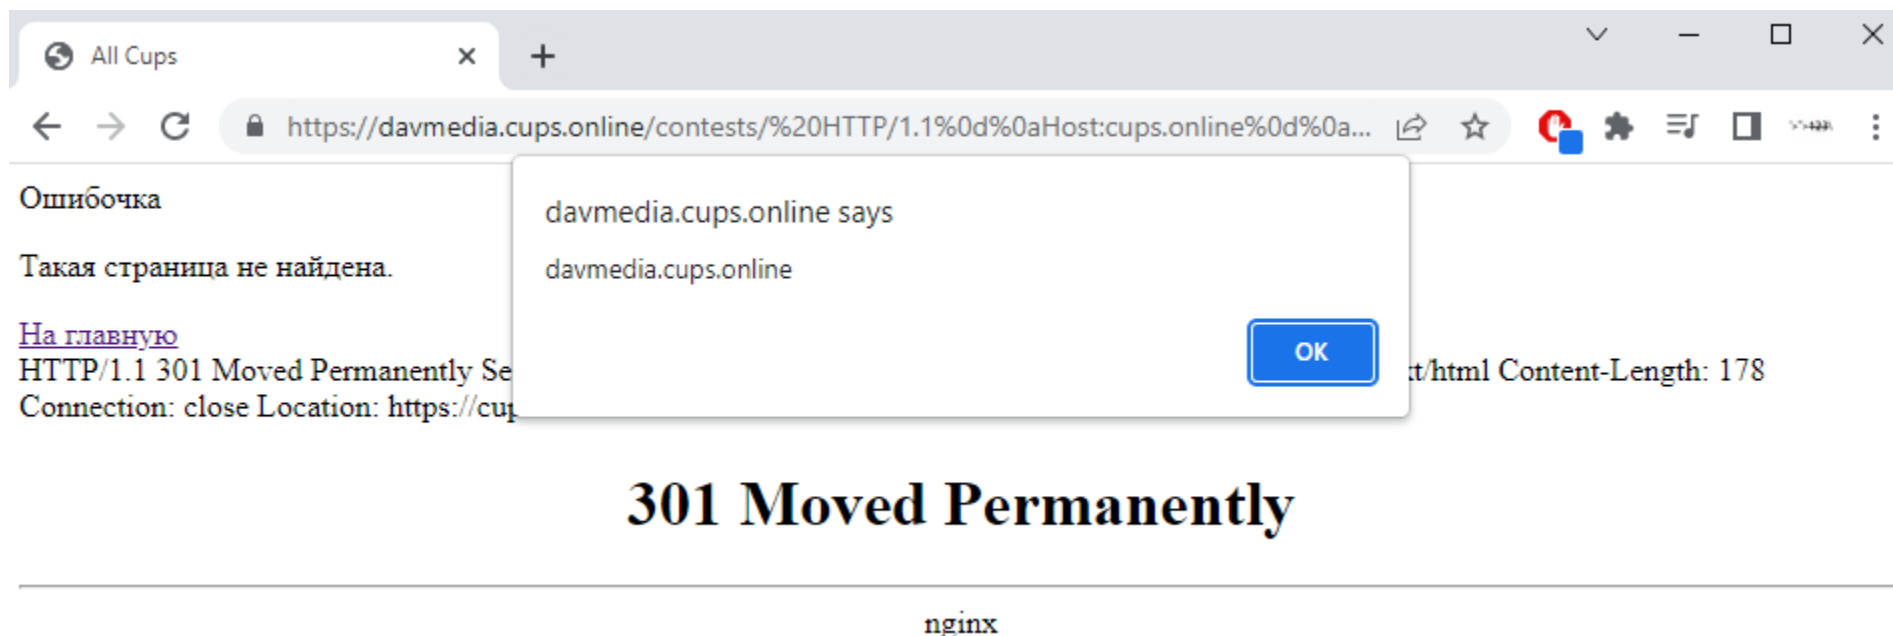 All Cups
https://davmedia.cups.online/contests/%20HTTP/1.1%0d%0aHost:cups.online%0d%0a...
davmedia.cups.online says
davmedia.cups.online
OK
Ошибочка
Такая страница не найдена.
На главную
HTTP/1.1 301 Moved Permanently Se t/html Content-Length: 178
Connection: close Location: https://cup
301 Moved Permanently
nginx